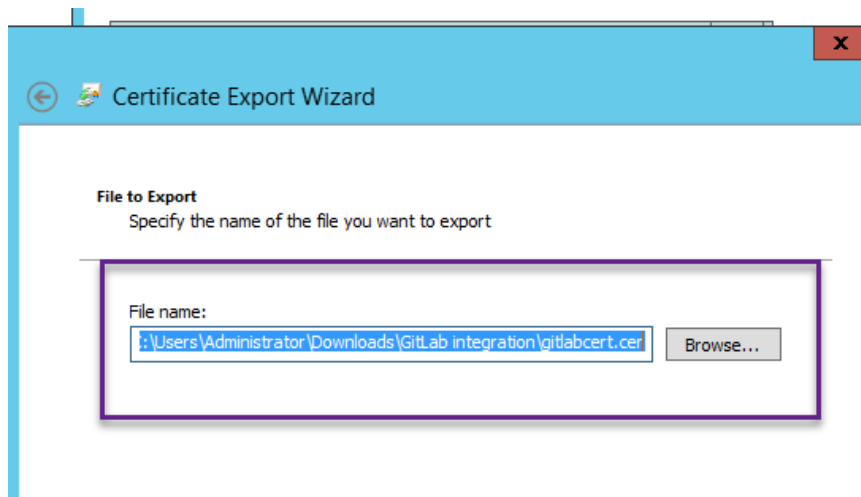 x
Certificate Export Wizard
File to Export
Specify the name of the file you want to export
File name:
:\Users\Administrator\Downloads\GitLab integration\gitlabcert.cer
Browse...